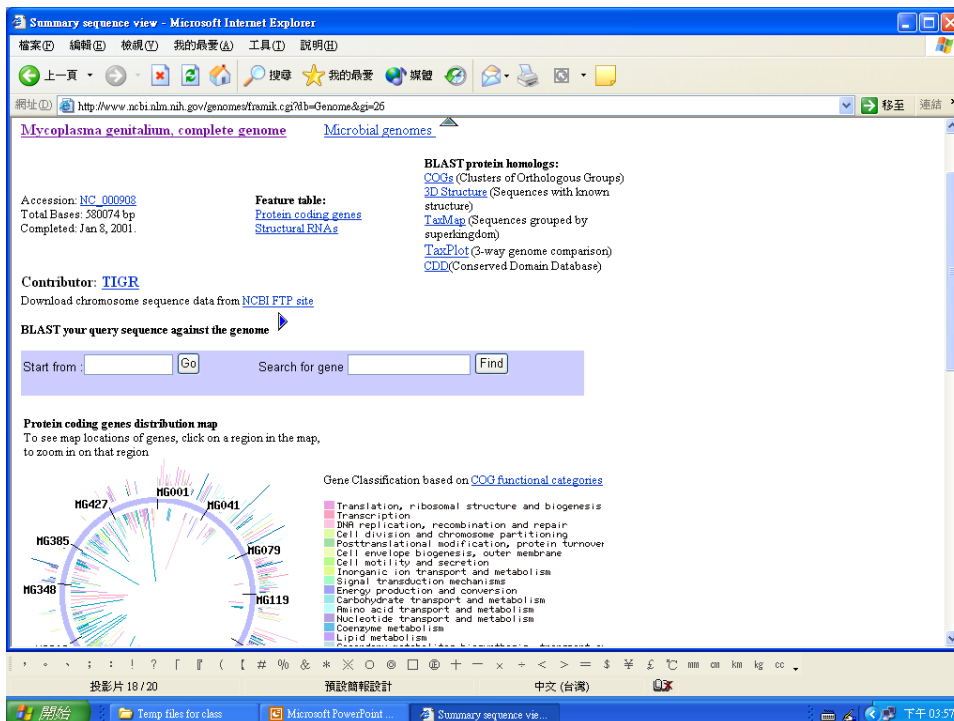 Summary sequence view - Microsoft Internet Explorer
檔案(F) 編輯(E) 檢視(V) 我的最愛(A) 工具(T) 說明(H)
上一頁 搜尋 我的最愛 媒體
網址(D) http://www.ncbi.nlm.nih.gov/genomes/framik.cgi?db=Genome&gi=26 移至 連結 »
Mycoplasma genitalium, complete genome Microbial genomes
BLAST protein homologs:
COGs (Clusters of Orthologous Groups)
3D Structure (Sequences with known
structure)
TaxMap (Sequences grouped by
superkingdom)
TaxPlot (3-way genome comparison)
CDD(Conserved Domain Database)
Accession: NC_000908
Total Bases: 580074 bp
Completed: Jan 8, 2001.
Feature table:
Protein coding genes
Structural RNAs
Contributor: TIGR
Download chromosome sequence data from NCBI FTP site
BLAST your query sequence against the genome
Start from : Go Search for gene Find
Protein coding genes distribution map
To see map locations of genes, click on a region in the map,
to zoom in on that region
MG001
MG427 MG041
MG385 MG079
MG348 MG119
Gene Classification based on COG functional categories
Translation, ribosomal structure and biogenesis
Transcription
DNA replication, recombination and repair
Cell division and chromosome partitioning
Posttranslational modification, protein turnover
Cell envelope biogenesis, outer membrane
Cell motility and secretion
Inorganic ion transport and metabolism
Signal transduction mechanisms
Energy production and conversion
Carbohydrate transport and metabolism
Amino acid transport and metabolism
Nucleotide transport and metabolism
Coenzyme metabolism
Lipid metabolism
, 。 、 ; : ! ? 「 『 ( 【 # % & * ※ ○ ◎ □ ㊣ + － × ÷ < > = $ ￥ £ ℃ mm cm km kg cc
投影片 18 / 20 預設簡報設計 中文 (台灣)
開始 Temp files for class Microsoft PowerPoint ... Summary sequence vie... 下午 03:57